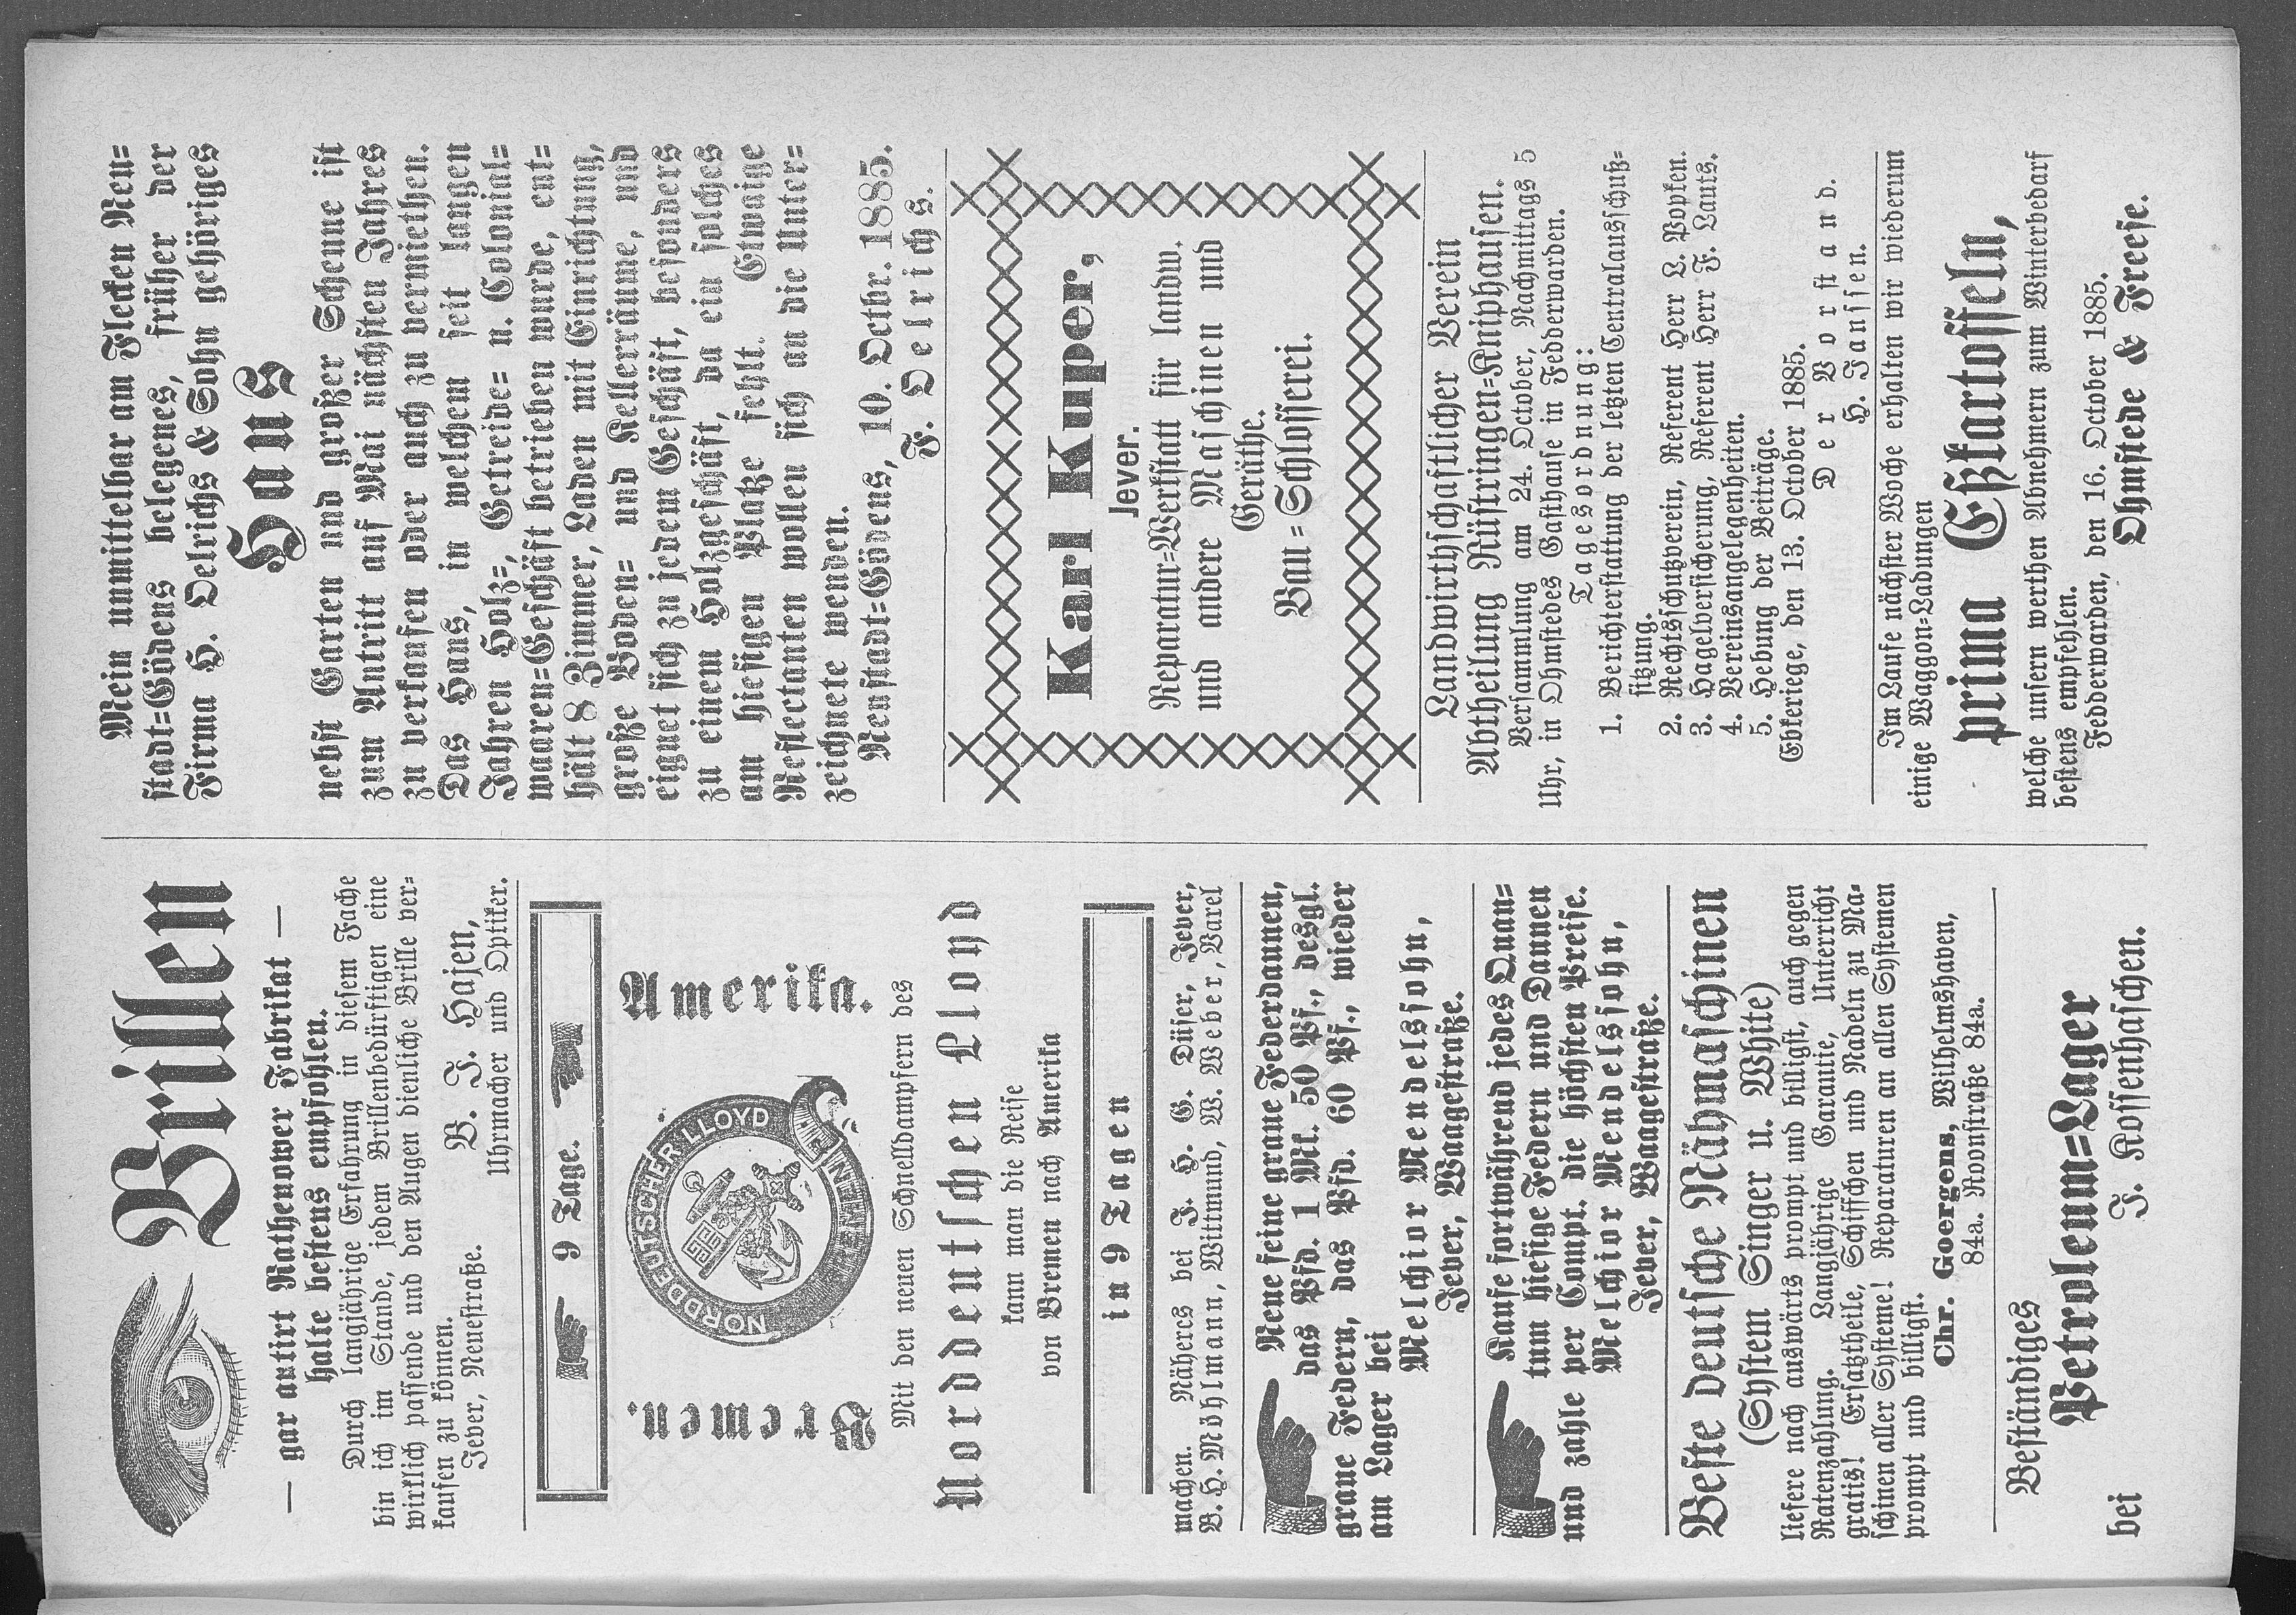 Brillen
— gar antirt Rathenower Fabrikat —
halte bestens empfohlen.
Durch langjährige Erfahrung in diesem Fache
bin ich im Stande, jedem Brillenbedürftigen eine
wirklich passende und den Augen dienliche Brille ver-
kaufen zu können.
B. J. Hajen,
Jever, Neuestraße.
Uhrmacher und Optiker.
9 Tage.
Bremen.
NORDDEUTSCHER LLOYD
IN BREMEN
Amerika.
Mit den neuen Schnelldampfern des
Norddeutschen Lloyd
kann man die Reise
von Bremen nach Amerika
in 9 Tagen
machen. Näheres bei J. H. G. Düser, Jever,
B. H. Möhlmann, Wittmund, W. Weber, Varel
Neue feine graue Federdannen,
das Pfd. 1 Mk. 50 Pf., desgl.
graue Federn, das Pfd. 60 Pf., wieder
am Lager bei
Melchior Mendelssohn,
Jever, Waagestraße.
Kaufe fortwährend jedes Quan-
tum hiesige Federn und Dannen
und zahle per Compt. die höchsten Preise.
Melchior Mendelssohn,
Jever, Waagestraße.
Beste deutsche Nähmaschinen
(System Singer u. White)
liefere nach auswärts prompt und billigst, auch gegen
Ratenzahlung. Langjährige Garantie, Unterricht
gratis! Ersatztheile, Schiffchen und Nadeln zu Ma-
schinen aller Systeme! Reparaturen an allen Systemen
prompt und billigst.
Chr. Goergens, Wilhelmshaven,
84a. Roonstraße 84a.
Beständiges
Petroleum-Lager
bei J. Kossenhaschen.
Mein unmittelbar am Flecken Neu-
stadt-Gödens belegenes, früher der
Firma H. Oelrichs & Sohn gehöriges
Haus
nebst Garten und großer Scheune ist
zum Antritt auf Mai nächsten Jahres
zu verkaufen oder auch zu vermiethen.
Das Haus, in welchem seit langen
Jahren Holz-, Getreide- u. Colonial-
waaren-Geschäft betrieben wurde, ent-
hält 8 Zimmer, Laden mit Einrichtung,
große Boden- und Kellerräume, und
eignet sich zu jedem Geschäft, besonders
zu einem Holzgeschäft, da ein solches
am hiesigen Platze fehlt. Etwaige
Reflectanten wollen sich an die Unter-
zeichnete wenden.
Neustadt-Gödens, 10. Octbr. 1885.
F. Oelrichs.
Karl Kuper,
Jever.
Reparatur-Werkstatt für landw.
und andere Maschinen und
Geräthe.
Bau-Schlosserei.
Landwirthschaftlicher Verein
Abtheilung Rüstringen-Kniphausen.
Versammlung am 24. October, Nachmittags 5
Uhr, in Ohmstedes Gasthause in Fedderwarden.
Tagesordnung:
1. Berichterstattung der letzten Centralausschuß-
sitzung.
2. Rechtsschutzverein, Referent Herr L. Popken.
3. Hagelversicherung, Referent Herr F. Lauts.
4. Vereinsangelegenheiten.
5. Hebung der Beiträge.
Ebkeriege, den 13. October 1885.
Der Vorstand.
H. Janssen.
Im Laufe nächster Woche erhalten wir wiederum
einige Waggon-Ladungen
prima Eßkartoffeln,
welche unsern werthen Abnehmern zum Winterbedarf
bestens empfehlen.
Fedderwarden, den 16. October 1885.
Ohmstede & Freese.